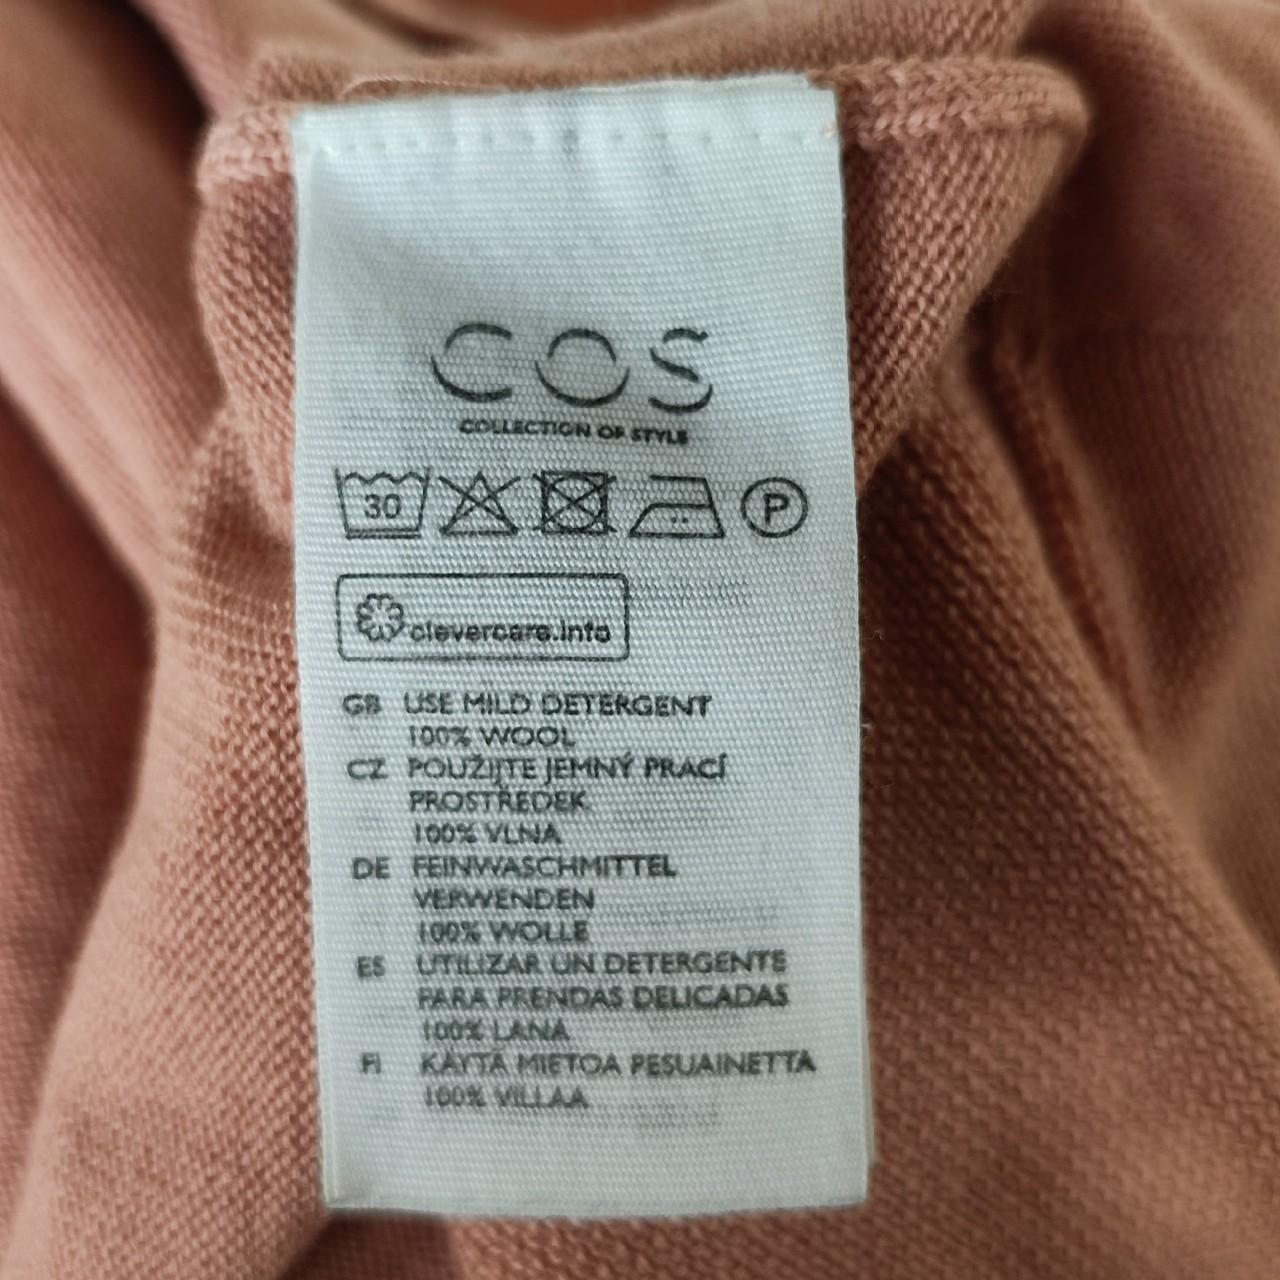 COS
COLLECTION OF STYLE
30 P
clevercare.info
GB USE MILD DETERGENT
100% WOOL
CZ POUŽIJTE JEMNÝ PRACÍ
PROSTŘEDEK
100% VLNA
DE FEINWASCHMITTEL
VERWENDEN
100% WOLLE
ES UTILIZAR UN DETERGENTE
PARA PRENDAS DELICADAS
100% LANA
FI KÄYTÄ MIETOA PESUAINETTA
100% VILLAA